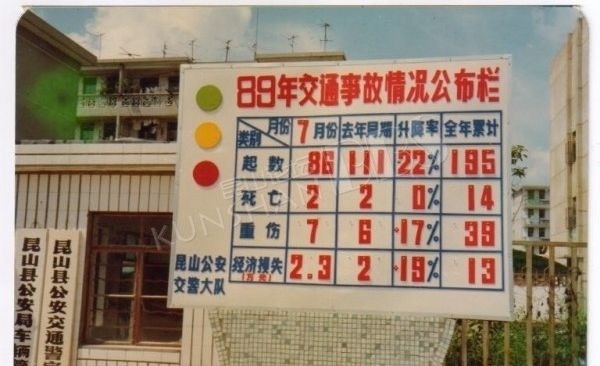 89年交通事故情况公布栏
月份 类别 7月份 去年同期 升降率 全年累计
起数 86 111 22% 195
死亡 2 2 0% 14
重伤 7 6 +17% 39
经济损失(万元) 2.3 2 +19% 13
昆山公安
交警大队
昆山县公安局车辆
昆山县公安交通警察
KUNSHAN